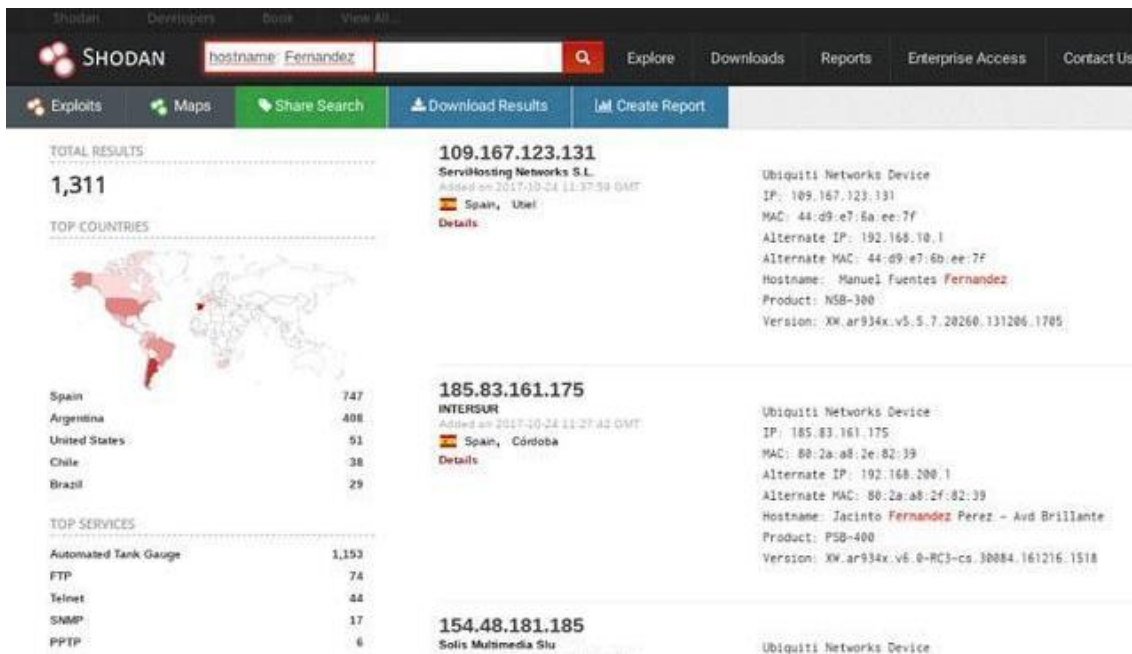 Shodan Developers Book View All...
SHODAN hostname: Fernandez Explore Downloads Reports Enterprise Access Contact Us
Exploits Maps Share Search Download Results Create Report
TOTAL RESULTS
1,311
TOP COUNTRIES
Spain 747
Argentina 408
United States 51
Chile 38
Brazil 29
TOP SERVICES
Automated Tank Gauge 1,153
FTP 74
Telnet 44
SNMP 17
PPTP 6
109.167.123.131
ServiHosting Networks S.L.
Added on 2017-10-24 11:37:59 GMT
Spain, Utiel
Details
Ubiquiti Networks Device
IP: 109.167.123.131
MAC: 44:d9:e7:6a:ee:7f
Alternate IP: 192.168.10.1
Alternate MAC: 44:d9:e7:6b:ee:7f
Hostname: Manuel Fuentes Fernandez
Product: NSB-300
Version: XW.ar934x.v5.5.7.20260.131206.1705
185.83.161.175
INTERSUR
Added on 2017-10-24 11:27:42 GMT
Spain, Córdoba
Details
Ubiquiti Networks Device
IP: 185.83.161.175
MAC: 80:2a:a8:2e:82:39
Alternate IP: 192.168.200.1
Alternate MAC: 80:2a:a8:2f:82:39
Hostname: Jacinto Fernandez Perez - Avd Brillante
Product: PSB-400
Version: XW.ar934x.v6.0-RC3-cs.30084.161216.1518
154.48.181.185
Solis Multimedia Slu
Ubiquiti Networks Device